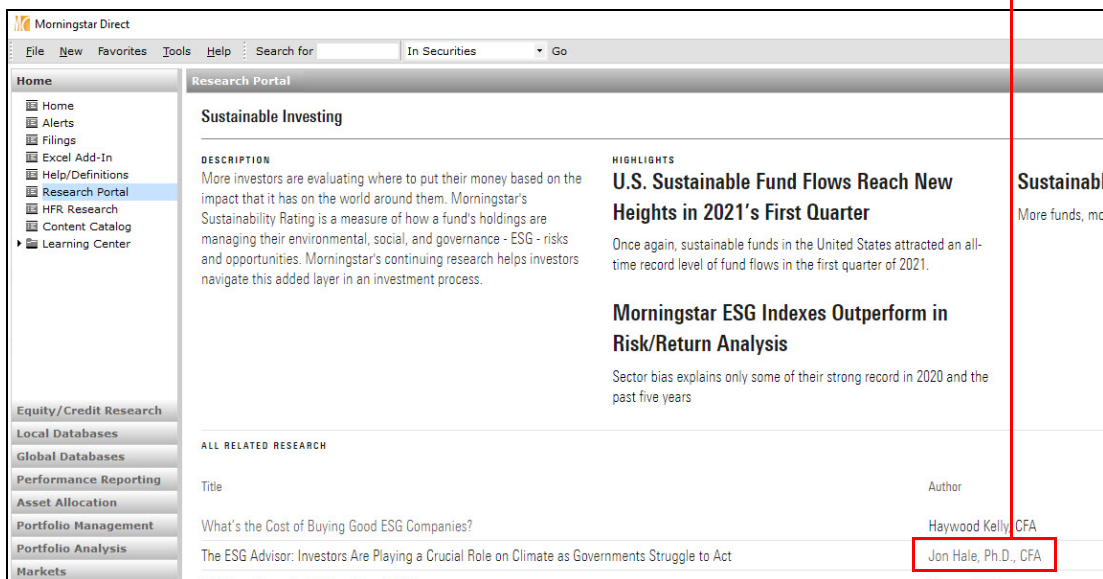 Morningstar Direct
File New Favorites Tools Help Search for In Securities Go
Home
Home
Alerts
Filings
Excel Add-In
Help/Definitions
Research Portal
HFR Research
Content Catalog
Learning Center
Equity/Credit Research
Local Databases
Global Databases
Performance Reporting
Asset Allocation
Portfolio Management
Portfolio Analysis
Markets
Research Portal
Sustainable Investing
DESCRIPTION
More investors are evaluating where to put their money based on the
impact that it has on the world around them. Morningstar's
Sustainability Rating is a measure of how a fund's holdings are
managing their environmental, social, and governance - ESG - risks
and opportunities. Morningstar's continuing research helps investors
navigate this added layer in an investment process.
HIGHLIGHTS
U.S. Sustainable Fund Flows Reach New
Heights in 2021's First Quarter
Once again, sustainable funds in the United States attracted an all-
time record level of fund flows in the first quarter of 2021.
Morningstar ESG Indexes Outperform in
Risk/Return Analysis
Sector bias explains only some of their strong record in 2020 and the
past five years
Sustainabl
More funds, mo
ALL RELATED RESEARCH
Title Author
What's the Cost of Buying Good ESG Companies? Haywood Kelly, CFA
The ESG Advisor: Investors Are Playing a Crucial Role on Climate as Governments Struggle to Act Jon Hale, Ph.D., CFA